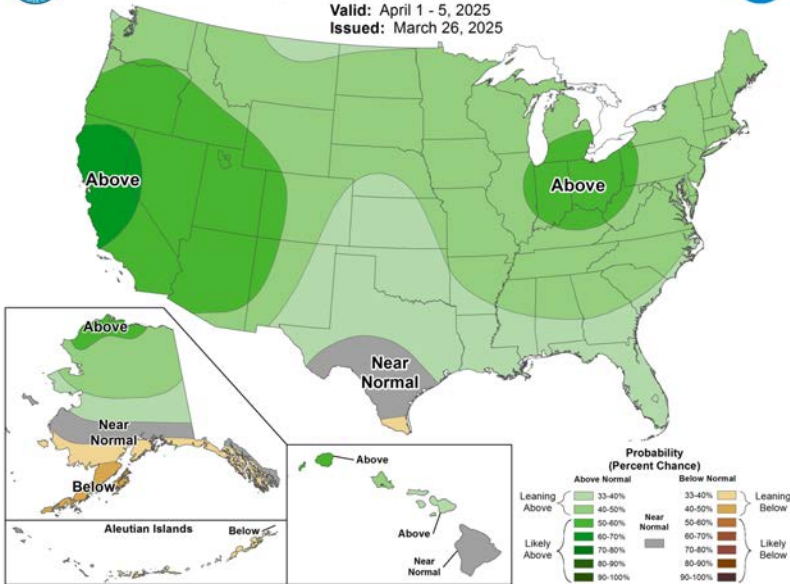 Valid: April 1 - 5, 2025
Issued: March 26, 2025
Above
Above
Near
Normal
Above
Near
Normal
Below
Aleutian Islands
Below
Above
Above
Near
Normal
Probability
(Percent Chance)
Above Normal
Below Normal
Leaning
Above
33-40%
40-50%
Likely
Above
50-60%
60-70%
70-80%
80-90%
90-100%
Near
Normal
33-40%
40-50%
Leaning
Below
50-60%
60-70%
70-80%
80-90%
90-100%
Likely
Below